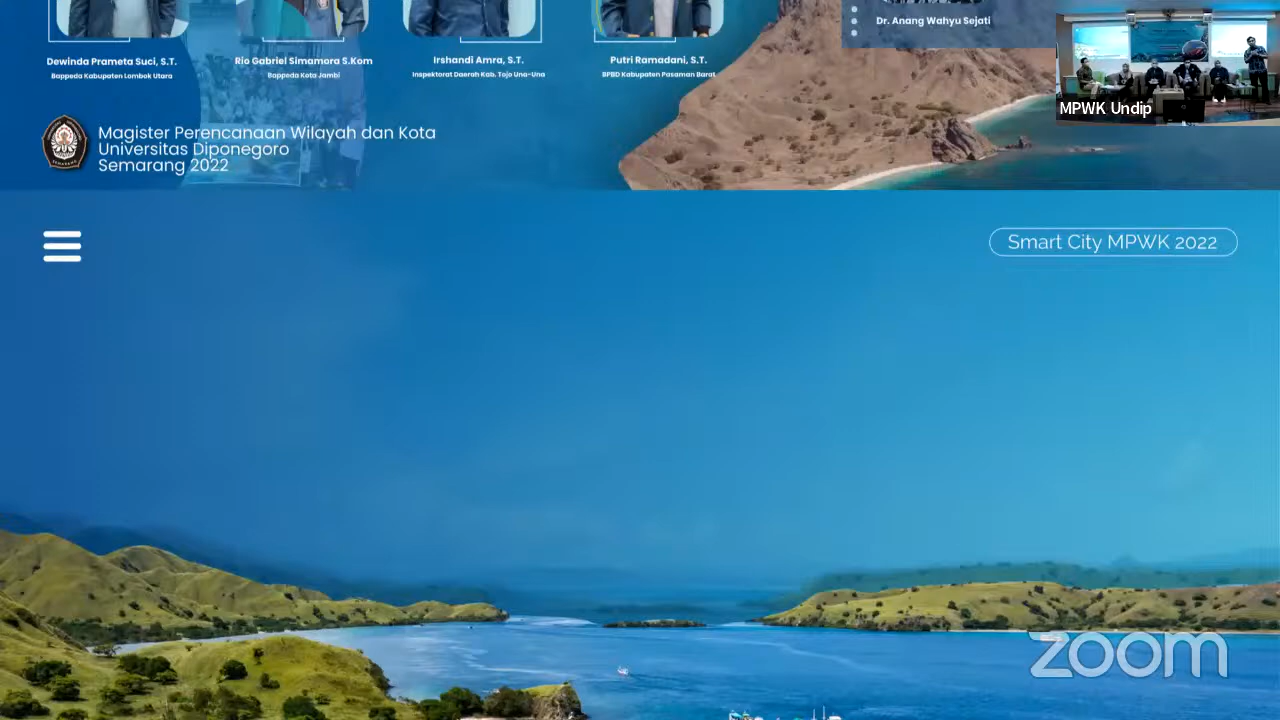 Dr. Anang Wahyu Sejati
Dewinda Prameta Suci, S.T.
Bappeda Kabupaten Lombok Utara
Rio Gabriel Simamora S.Kom
Bappeda Kota Jambi
Irshandi Amra, S.T.
Inspektorat Daerah Kab. Tojo Una-Una
Putri Ramadani, S.T.
BPBD Kabupaten Pasaman Barat
MPWK Undip
Magister Perencanaan Wilayah dan Kota
Universitas Diponegoro
Semarang 2022
SEMARANG
Smart City MPWK 2022
zoom